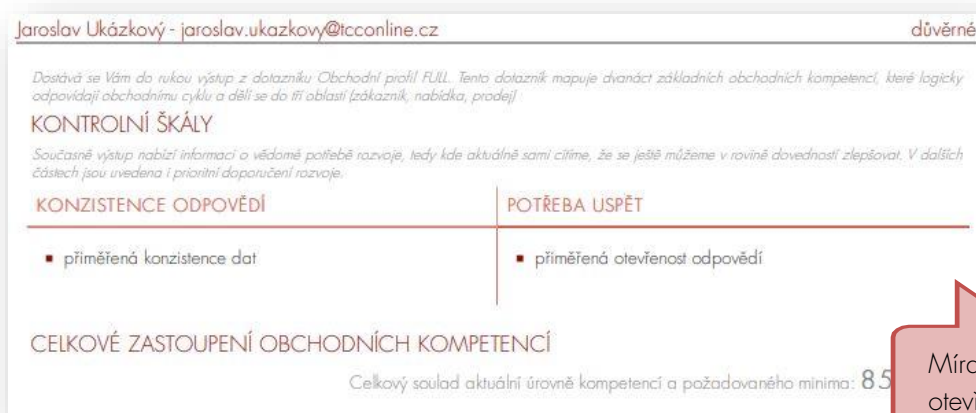 Jaroslav Ukázkový - jaroslav.ukazkovy@tcconline.cz důvěrné
Dostává se Vám do rukou výstup z dotazníku Obchodní profil FULL. Tento dotazník mapuje dvanáct základních obchodních kompetencí, které logicky
odpovídají obchodnímu cyklu a dělí se do tří oblastí (zákazník, nabídka, prodej)
KONTROLNÍ ŠKÁLY
Současně výstup nabízí informaci o vědomé potřebě rozvoje, tedy kde aktuálně sami cítíme, že se ještě můžeme v rovině dovedností zlepšovat. V dalších
částech jsou uvedena i prioritní doporučení rozvoje.
KONZISTENCE ODPOVĚDÍ POTŘEBA USPĚT
▪ přiměřená konzistence dat ▪ přiměřená otevřenost odpovědí
CELKOVÉ ZASTOUPENÍ OBCHODNÍCH KOMPETENCÍ
Celkový soulad aktuální úrovně kompetencí a požadovaného minima: 85